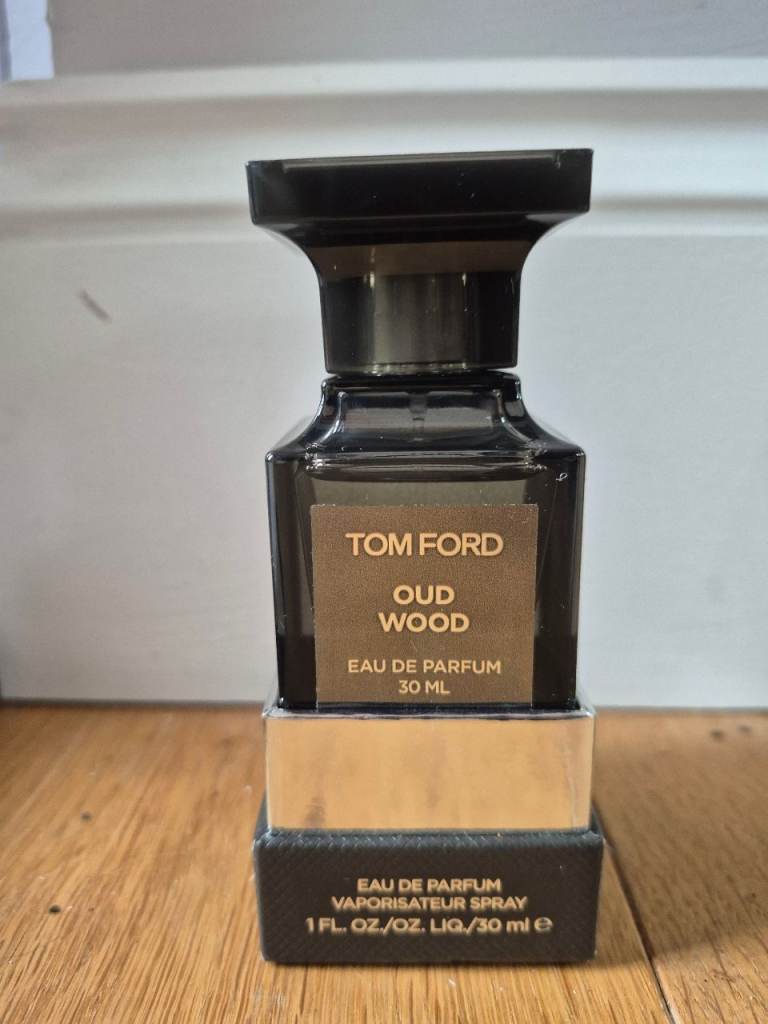 TOM FORD
OUD
WOOD
EAU DE PARFUM
30 ML
EAU DE PARFUM
VAPORISATEUR SPRAY
1 FL. OZ./OZ. LIQ./30 ml ℮